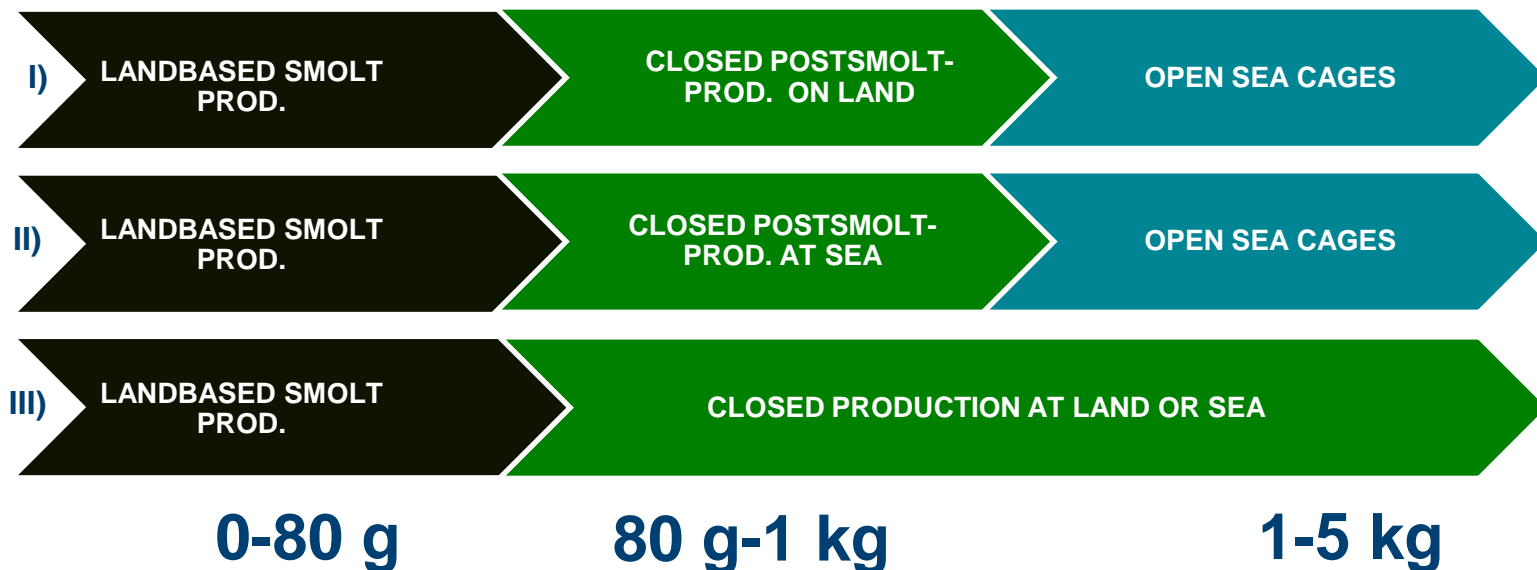 I)
LANDBASED SMOLT
PROD.
CLOSED POSTSMOLT-
PROD. ON LAND
OPEN SEA CAGES
II)
LANDBASED SMOLT
PROD.
CLOSED POSTSMOLT-
PROD. AT SEA
OPEN SEA CAGES
III)
LANDBASED SMOLT
PROD.
CLOSED PRODUCTION AT LAND OR SEA
0-80 g
80 g-1 kg
1-5 kg